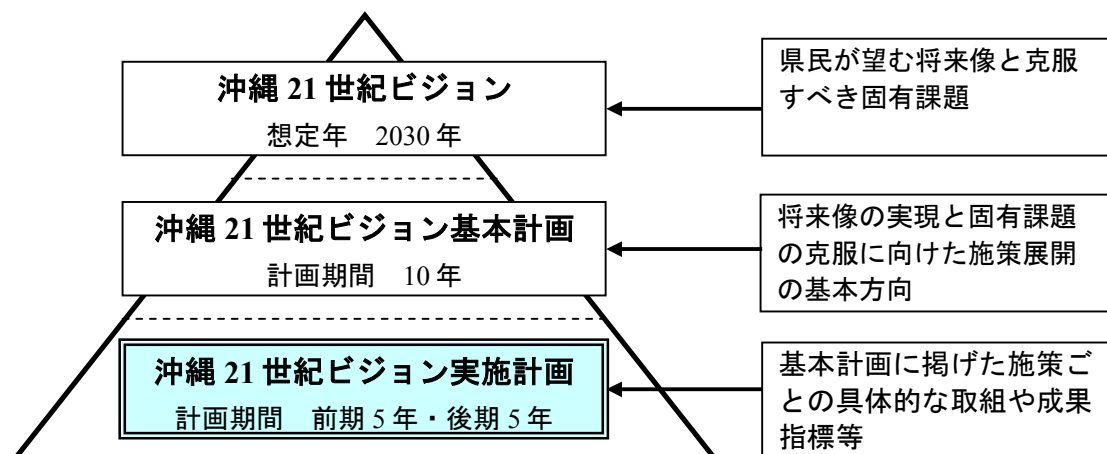 沖縄 21 世紀ビジョン
想定年　2030 年
県民が望む将来像と克服
すべき固有課題
沖縄 21 世紀ビジョン基本計画
計画期間　10 年
将来像の実現と固有課題
の克服に向けた施策展開
の基本方向
沖縄 21 世紀ビジョン実施計画
計画期間　前期 5 年・後期 5 年
基本計画に掲げた施策ご
との具体的な取組や成果
指標等